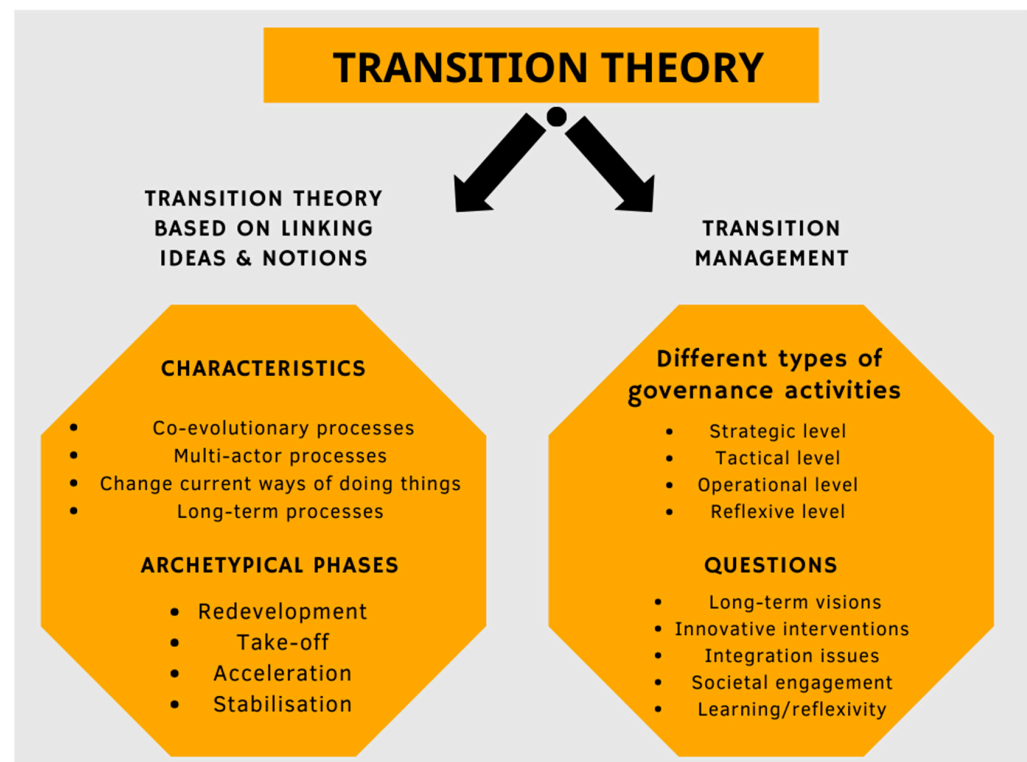 TRANSITION THEORY
TRANSITION THEORY
BASED ON LINKING
IDEAS & NOTIONS
CHARACTERISTICS
• Co-evolutionary processes
• Multi-actor processes
• Change current ways of doing things
• Long-term processes
ARCHETYPICAL PHASES
• Redevelopment
• Take-off
• Acceleration
• Stabilisation
TRANSITION
MANAGEMENT
Different types of
governance activities
• Strategic level
• Tactical level
• Operational level
• Reflexive level
QUESTIONS
• Long-term visions
• Innovative interventions
• Integration issues
• Societal engagement
• Learning/reflexivity